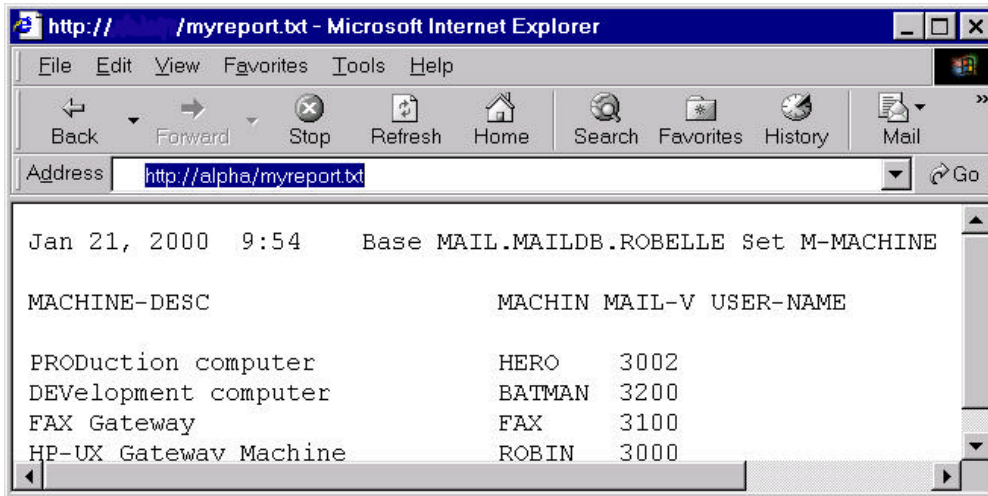 http:// /myreport.txt - Microsoft Internet Explorer
File Edit View Favorites Tools Help
Back Forward Stop Refresh Home Search Favorites History Mail »
Address http://alpha/myreport.txt Go
Jan 21, 2000 9:54 Base MAIL.MAILDB.ROBELLE Set M-MACHINE
MACHINE-DESC MACHIN MAIL-V USER-NAME
PRODuction computer HERO 3002
DEVelopment computer BATMAN 3200
FAX Gateway FAX 3100
HP-UX Gateway Machine ROBIN 3000